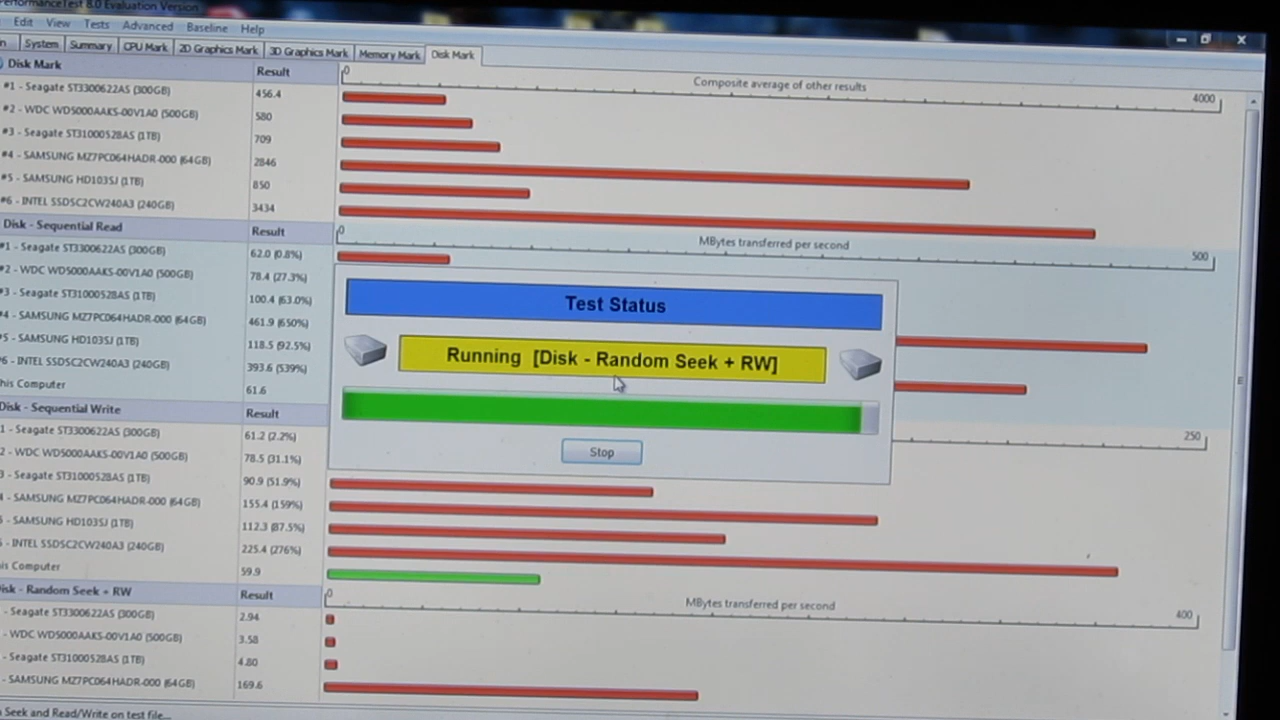 PerformanceTest 8.0 Evaluation Version
Edit View Tests Advanced Baseline Help
System Summary CPU Mark 2D Graphics Mark 3D Graphics Mark Memory Mark Disk Mark
Disk Mark Result 0 Composite average of other results 4000
#1 - Seagate ST3300622AS (300GB) 456.4
#2 - WDC WD5000AAKS-00V1A0 (500GB) 580
#3 - Seagate ST31000528AS (1TB) 709
#4 - SAMSUNG MZ7PC064HADR-000 (64GB) 2846
#5 - SAMSUNG HD103SJ (1TB) 850
#6 - INTEL SSDSC2CW240A3 (240GB) 3434
Disk - Sequential Read Result 0 MBytes transferred per second 500
#1 - Seagate ST3300622AS (300GB) 62.0 (0.8%)
#2 - WDC WD5000AAKS-00V1A0 (500GB) 78.4 (27.3%)
#3 - Seagate ST31000528AS (1TB) 100.4 (63.0%)
#4 - SAMSUNG MZ7PC064HADR-000 (64GB) 461.9 (650%)
#5 - SAMSUNG HD103SJ (1TB) 118.5 (92.5%)
#6 - INTEL SSDSC2CW240A3 (240GB) 393.6 (539%)
his Computer 61.6
Test Status
Running [Disk - Random Seek + RW]
Stop
Disk - Sequential Write Result 250
1 - Seagate ST3300622AS (300GB) 61.2 (2.2%)
2 - WDC WD5000AAKS-00V1A0 (500GB) 78.5 (31.1%)
3 - Seagate ST31000528AS (1TB) 90.9 (51.9%)
4 - SAMSUNG MZ7PC064HADR-000 (64GB) 155.4 (159%)
5 - SAMSUNG HD103SJ (1TB) 112.3 (87.5%)
6 - INTEL SSDSC2CW240A3 (240GB) 225.4 (276%)
is Computer 59.9
Disk - Random Seek + RW Result 0 MBytes transferred per second 400
- Seagate ST3300622AS (300GB) 2.94
- WDC WD5000AAKS-00V1A0 (500GB) 3.58
- Seagate ST31000528AS (1TB) 4.80
- SAMSUNG MZ7PC064HADR-000 (64GB) 169.6
Seek and Read/Write on test file...